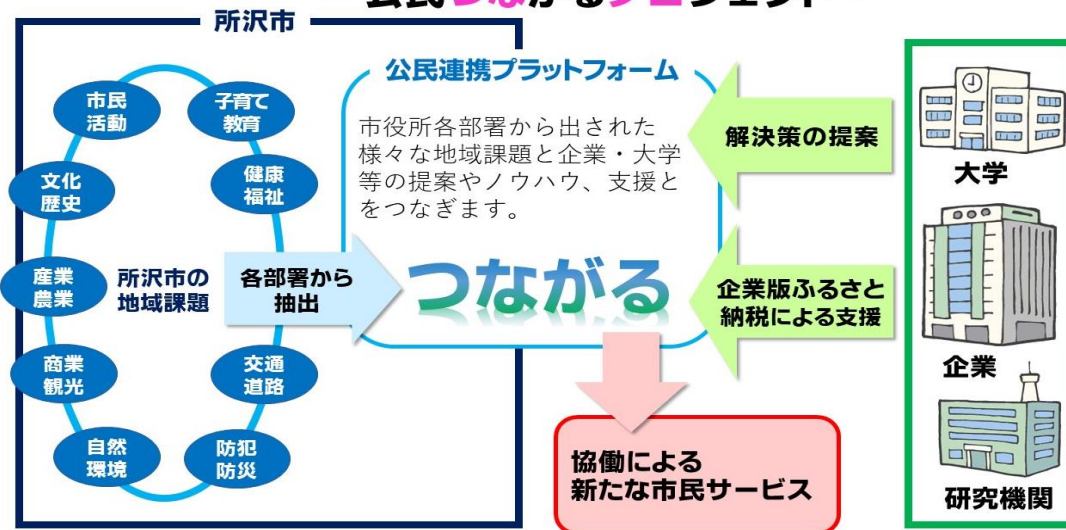 所沢市
公民連携プラットフォーム
市役所各部署から出された
様々な地域課題と企業・大学
等の提案やノウハウ、支援と
をつなぎます。
つながる
市民
活動
子育て
教育
文化
歴史
健康
福祉
産業
農業
所沢市の
地域課題
各部署から
抽出
商業
観光
交通
道路
自然
環境
防犯
防災
解決策の提案
企業版ふるさと
納税による支援
協働による
新たな市民サービス
大学
企業
研究機関